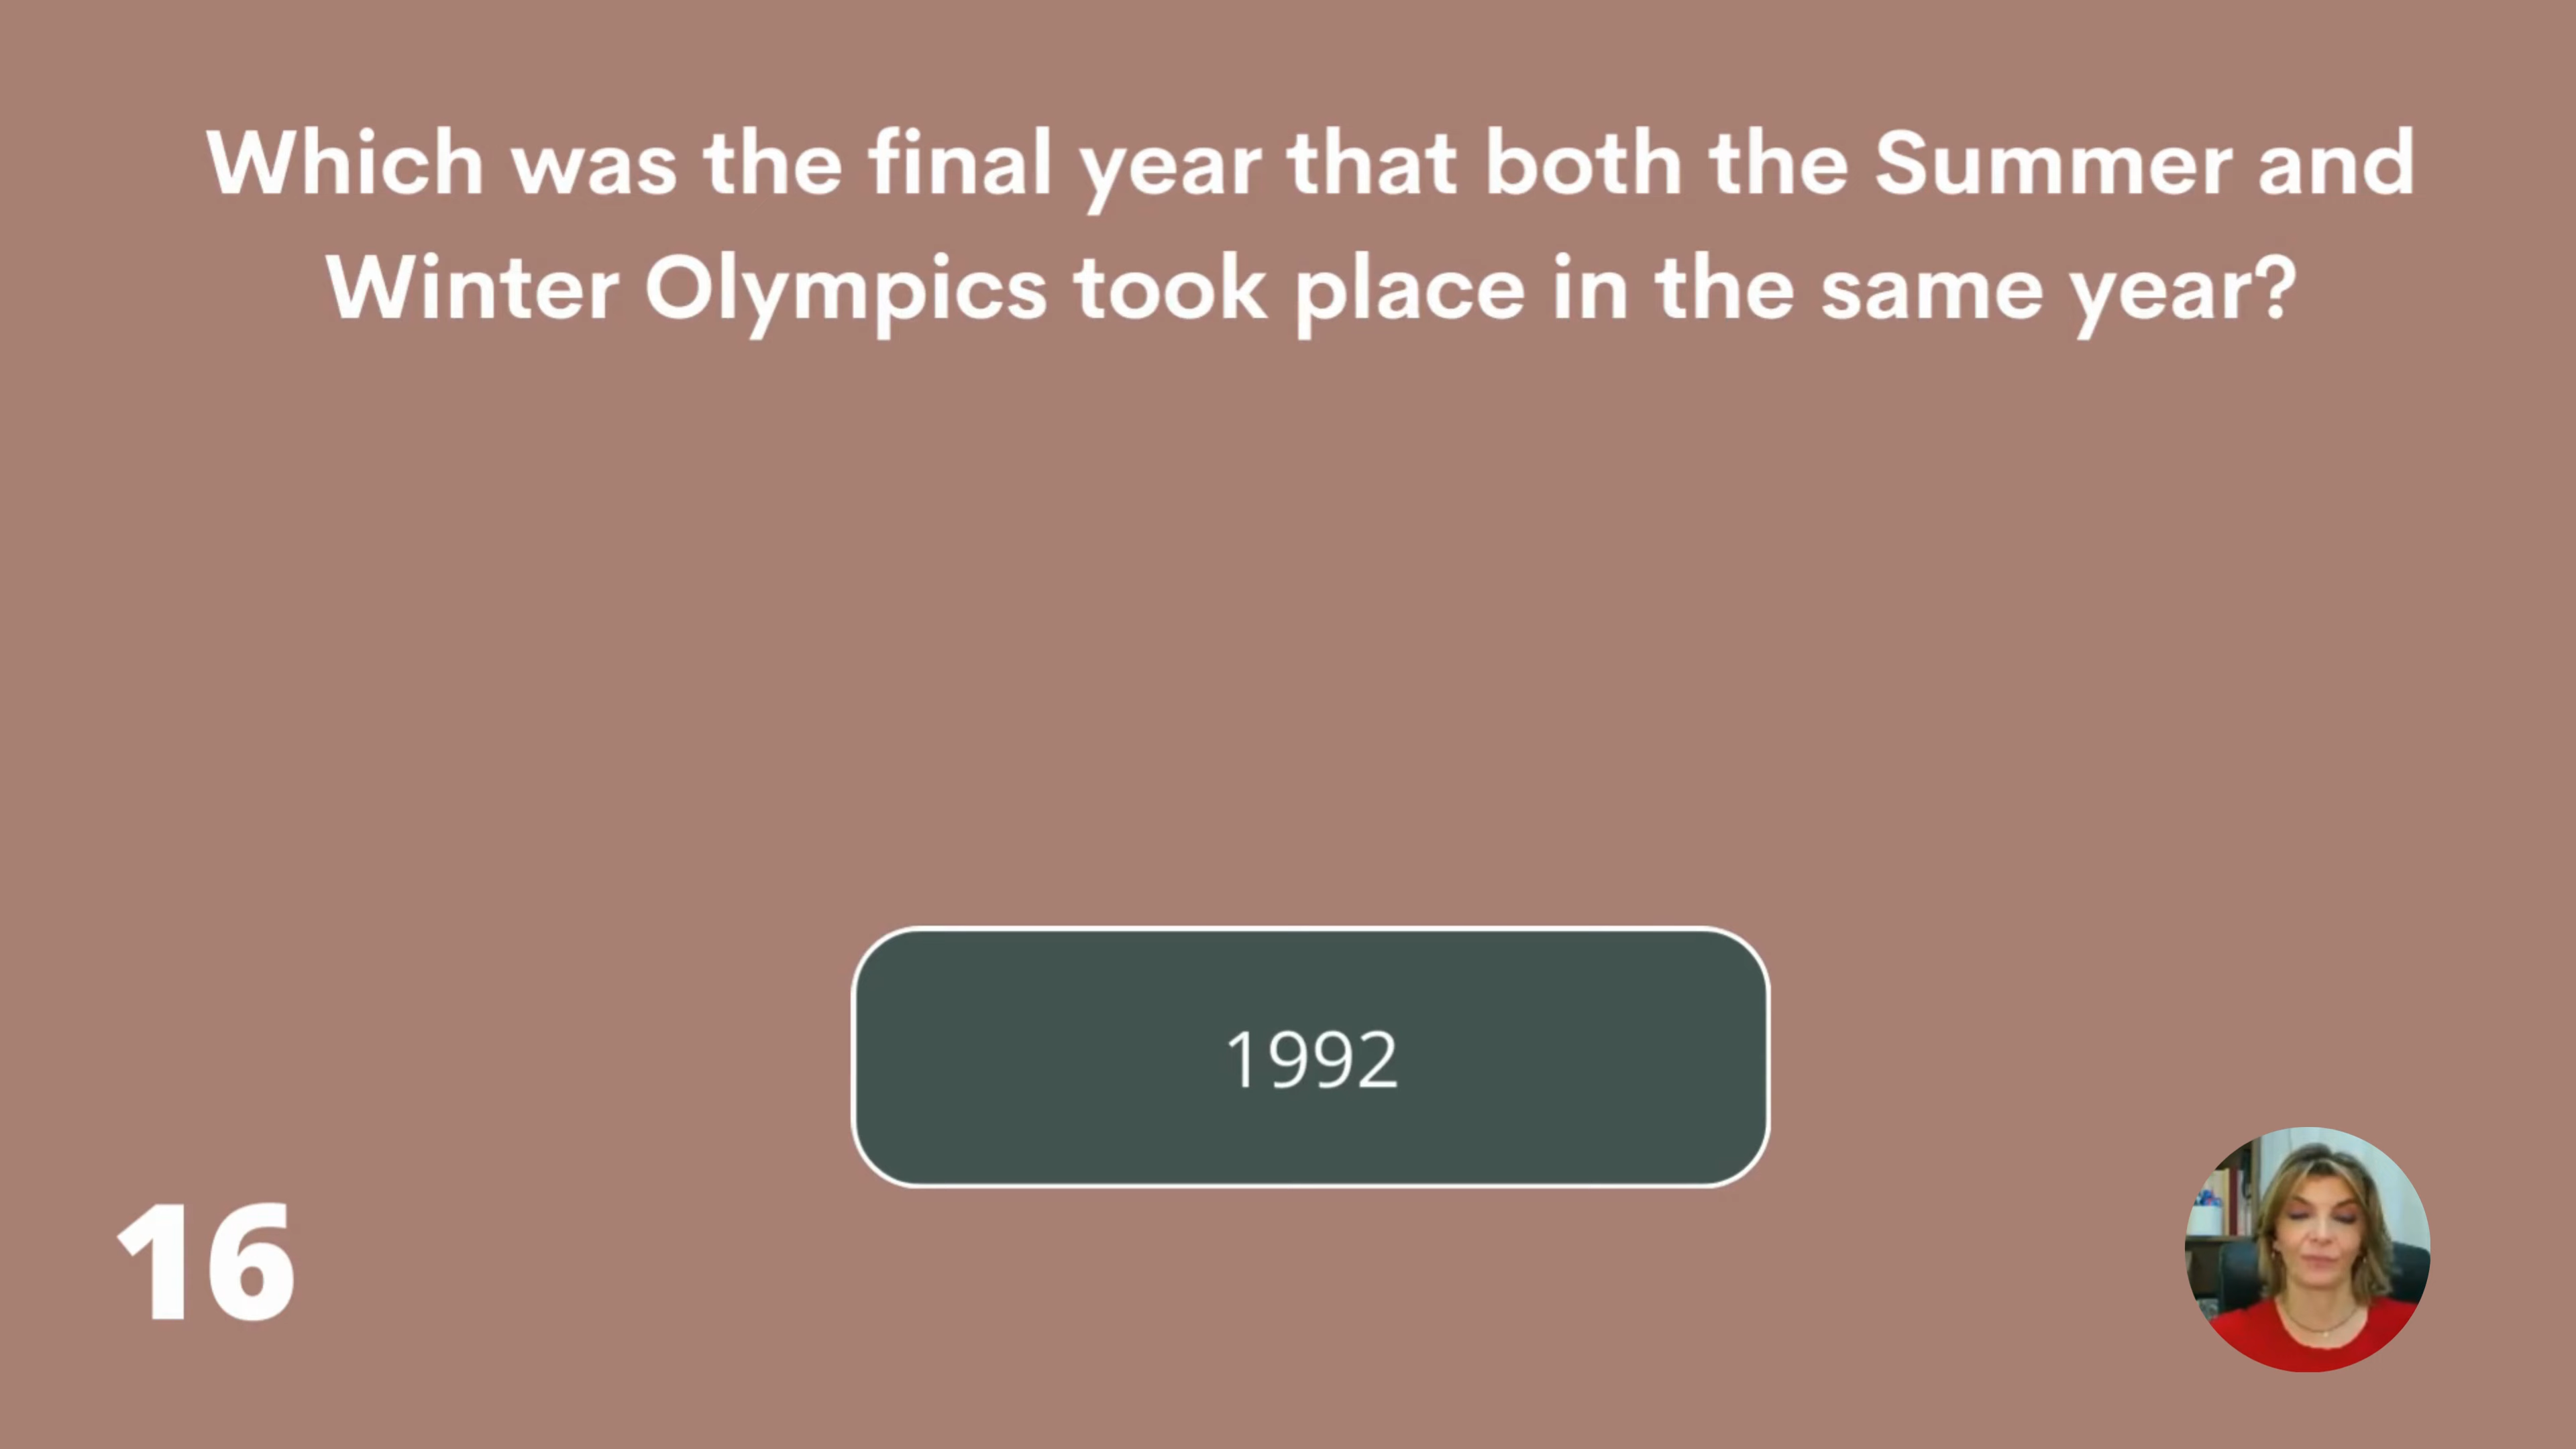 Which was the final year that both the Summer and
Winter Olympics took place in the same year?
1992
16